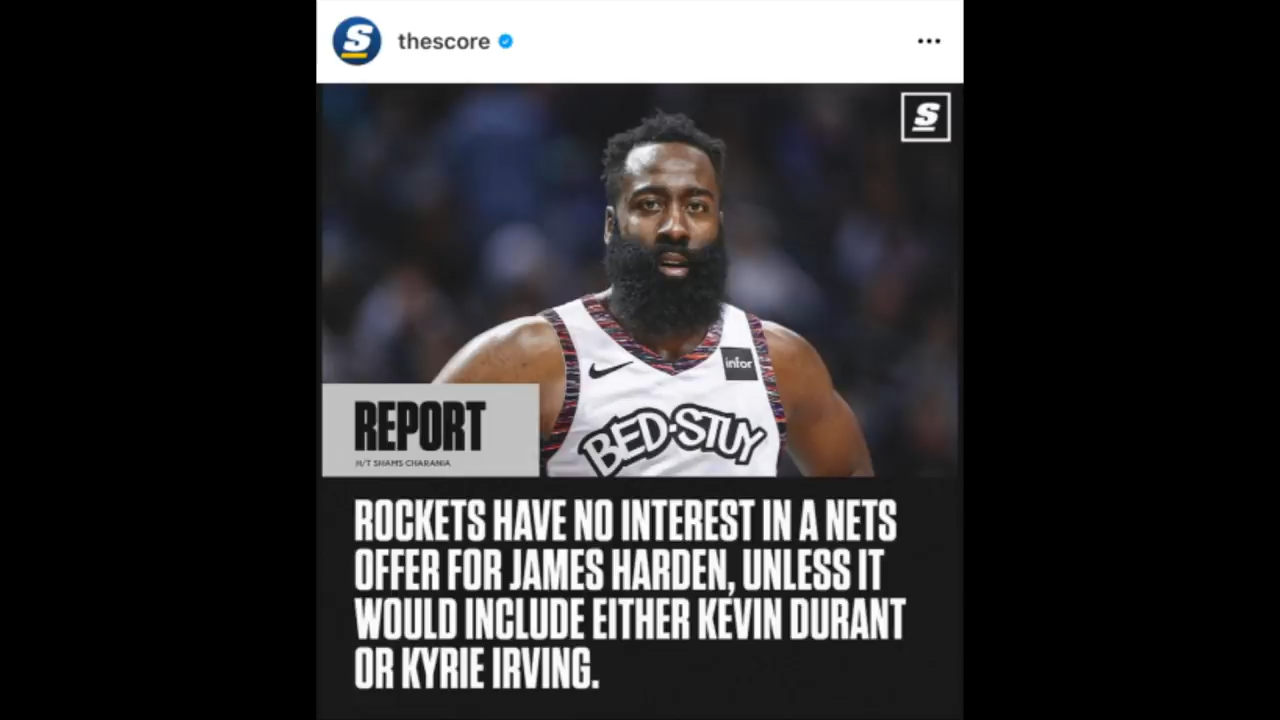 thescore
REPORT
H/T SHAMS CHARANIA
infor
BED-STUY
ROCKETS HAVE NO INTEREST IN A NETS
OFFER FOR JAMES HARDEN, UNLESS IT
WOULD INCLUDE EITHER KEVIN DURANT
OR KYRIE IRVING.